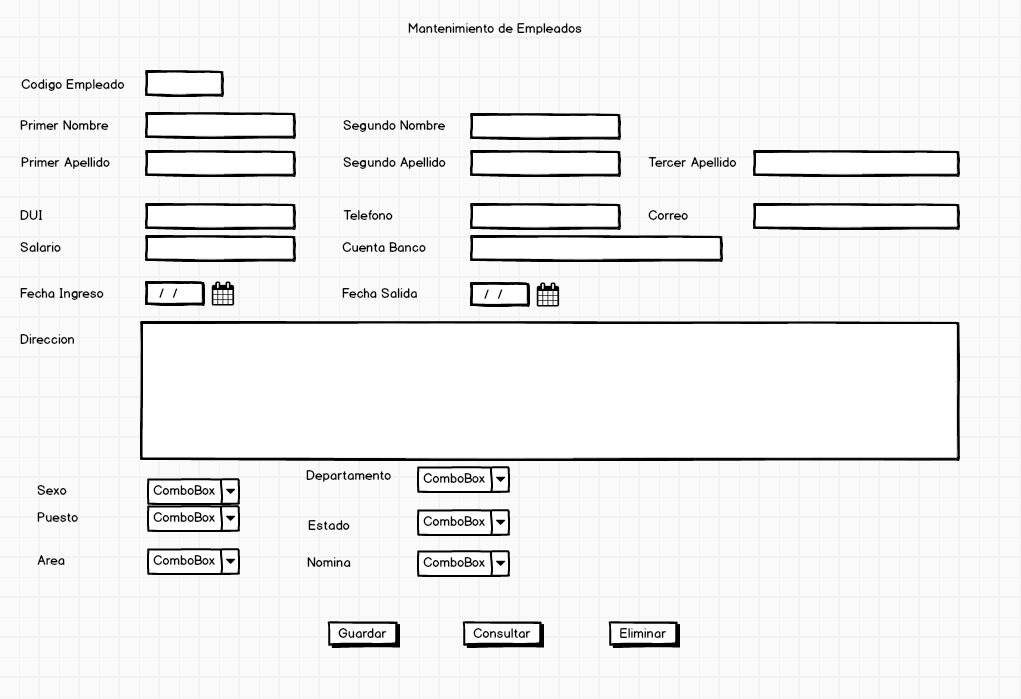 Mantenimiento de Empleados
Codigo Empleado
Primer Nombre Segundo Nombre
Primer Apellido Segundo Apellido Tercer Apellido
DUI Telefono Correo
Salario Cuenta Banco
Fecha Ingreso / / Fecha Salida / /
Direccion
Sexo ComboBox Departamento ComboBox
Puesto ComboBox Estado ComboBox
Area ComboBox Nomina ComboBox
Guardar Consultar Eliminar